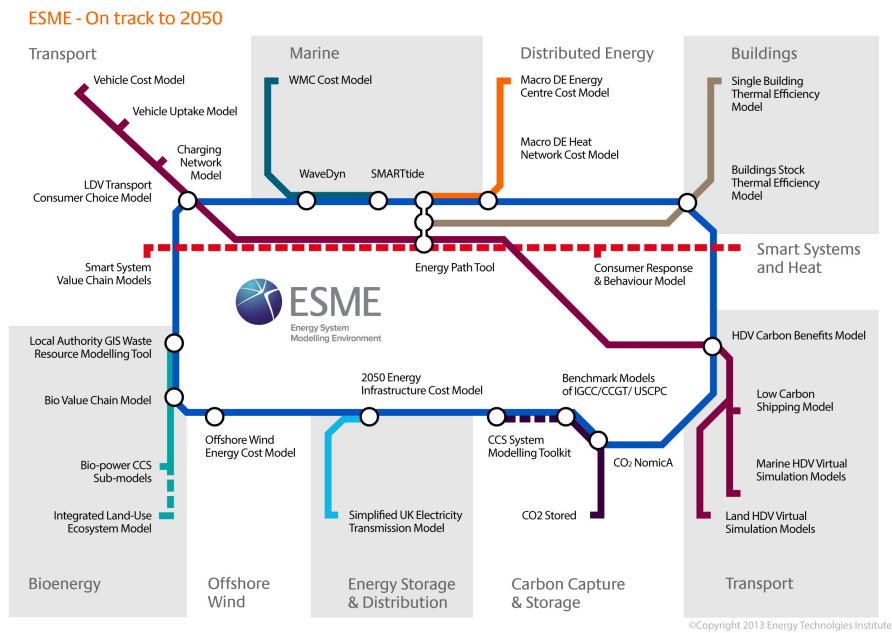 ESME - On track to 2050
Transport
Marine
Distributed Energy
Buildings
Vehicle Cost Model
Vehicle Uptake Model
Charging
Network
Model
LDV Transport
Consumer Choice Model
WMC Cost Model
WaveDyn
SMARTtide
Macro DE Energy
Centre Cost Model
Macro DE Heat
Network Cost Model
Single Building
Thermal Efficiency
Model
Buildings Stock
Thermal Efficiency
Model
Smart System
Value Chain Models
Energy Path Tool
Consumer Response
& Behaviour Model
Smart Systems
and Heat
ESME
Energy System
Modelling Environment
Local Authority GIS Waste
Resource Modelling Tool
Bio Value Chain Model
Bio-power CCS
Sub-models
Integrated Land-Use
Ecosystem Model
Offshore Wind
Energy Cost Model
2050 Energy
Infrastructure Cost Model
Simplified UK Electricity
Transmission Model
Benchmark Models
of IGCC/CCGT/ USCPC
CCS System
Modelling Toolkit
CO2 NomicA
CO2 Stored
HDV Carbon Benefits Model
Low Carbon
Shipping Model
Marine HDV Virtual
Simulation Models
Land HDV Virtual
Simulation Models
Bioenergy
Offshore
Wind
Energy Storage
& Distribution
Carbon Capture
& Storage
Transport
©Copyright 2013 Energy Technolgies Institute